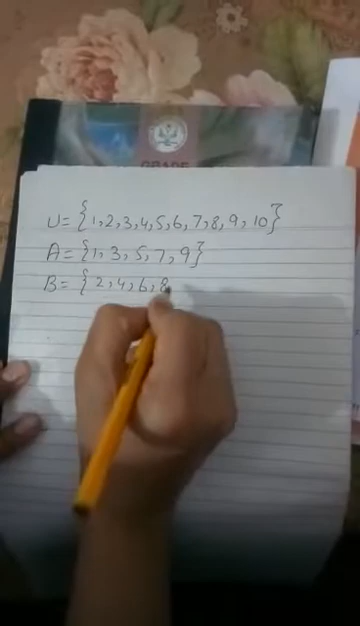 GRADE
U = {1, 2, 3, 4, 5, 6, 7, 8, 9, 10}
A = {1, 3, 5, 7, 9}
B = {2, 4, 6, 8